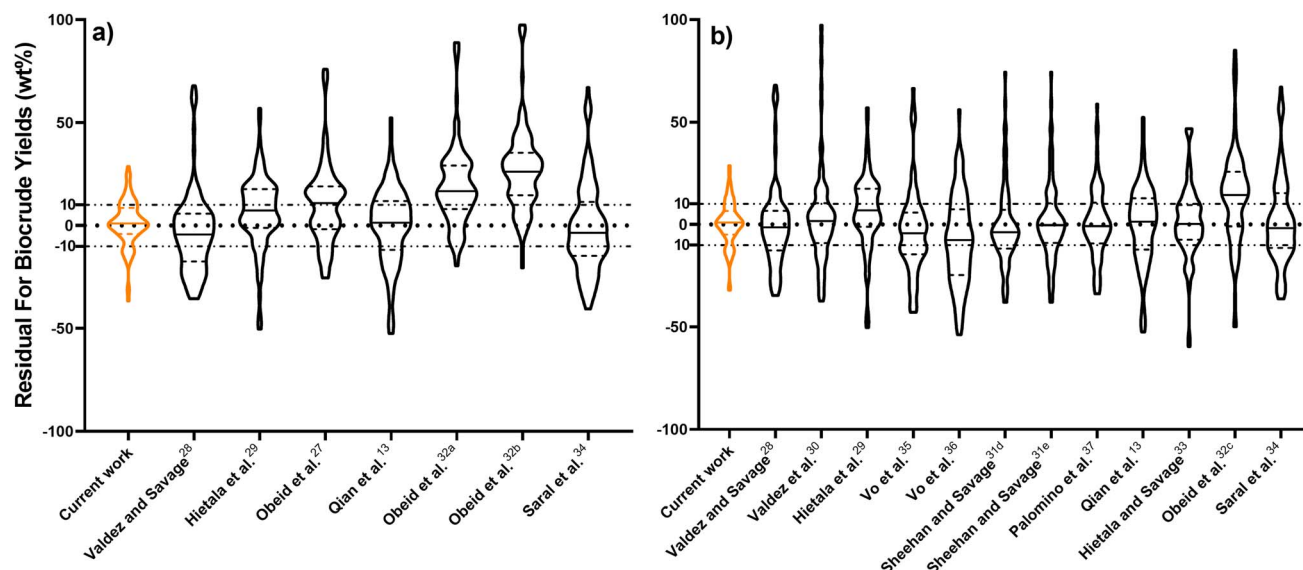 Residual For Biocrude Yields (wt%)
a)
100
50
10
0
-10
-50
-100
Current work
Valdez and Savage28
Hietala et al.29
Obeid et al.27
Qian et al.13
Obeid et al.32a
Obeid et al.32b
Saral et al.34
b)
100
50
10
0
10
-50
-100
Current work
Valdez and Savage28
Valdez et al.30
Hietala et al.29
Vo et al.35
Vo et al.36
Sheehan and Savage31d
Sheehan and Savage31e
Palomino et al.37
Qian et al.13
Hietala and Savage33
Obeid et al.32c
Saral et al.34